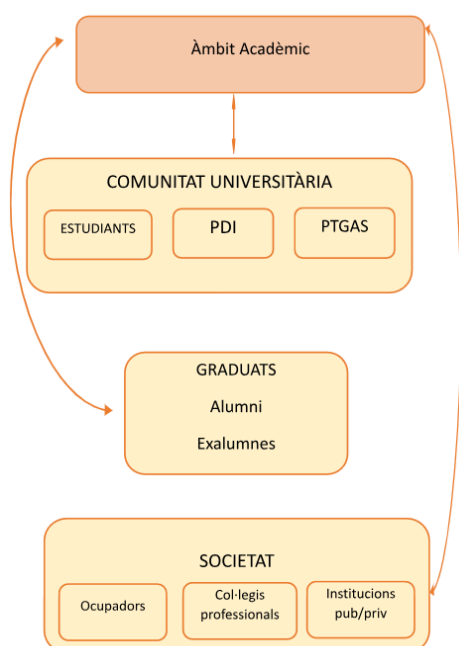 Àmbit Acadèmic
COMUNITAT UNIVERSITÀRIA
ESTUDIANTS
PDI
PTGAS
GRADUATS
Alumni
Exalumnes
SOCIETAT
Ocupadors
Col·legis
professionals
Institucions
pub/priv